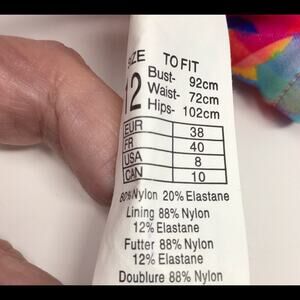 SIZE TO FIT
12 Bust- 92cm
Waist- 72cm
Hips- 102cm
EUR 38
FR 40
USA 8
CAN 10
80% Nylon 20% Elastane
Lining 88% Nylon
12% Elastane
Futter 88% Nylon
12% Elastane
Doublure 88% Nylon